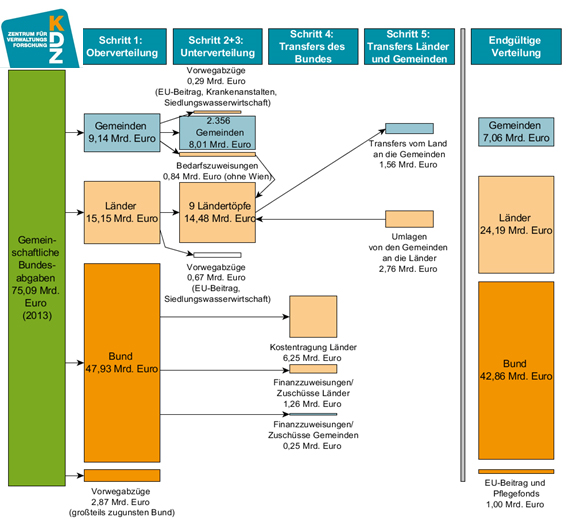 KDZ
ZENTRUM FÜR
VERWALTUNGS
FORSCHUNG
Schritt 1:
Oberverteilung
Schritt 2+3:
Unterverteilung
Schritt 4:
Transfers des
Bundes
Schritt 5:
Transfers Länder
und Gemeinden
Endgültige
Verteilung
Gemein-
schaftliche
Bundes-
abgaben
75,09 Mrd.
Euro
(2013)
Gemeinden
9,14 Mrd. Euro
Länder
15,15 Mrd. Euro
Bund
47,93 Mrd. Euro
Vorwegabzüge
2,87 Mrd. Euro
(großteils zugunsten Bund)
Vorwegabzüge
0,29 Mrd. Euro
(EU-Beitrag, Krankenanstalten,
Siedlungswasserwirtschaft)
2.356
Gemeinden
8,01 Mrd. Euro
Bedarfszuweisungen
0,84 Mrd. Euro (ohne Wien)
9 Ländertöpfe
14,48 Mrd. Euro
Vorwegabzüge
0,67 Mrd. Euro
(EU-Beitrag,
Siedlungswasserwirtschaft)
Kostentragung Länder
6,25 Mrd. Euro
Finanzzuweisungen/
Zuschüsse Länder
1,26 Mrd. Euro
Finanzzuweisungen/
Zuschüsse Gemeinden
0,25 Mrd. Euro
Transfers vom Land
an die Gemeinden
1,56 Mrd. Euro
Umlagen
von den Gemeinden
an die Länder
2,76 Mrd. Euro
Gemeinden
7,06 Mrd. Euro
Länder
24,19 Mrd. Euro
Bund
42,86 Mrd. Euro
EU-Beitrag und
Pflegefonds
1,00 Mrd. Euro